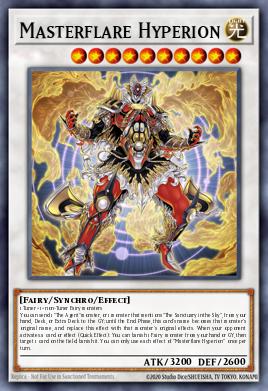 MASTERFLARE HYPERION
LIGHT
光
[FAIRY/SYNCHRO/EFFECT]
1 Tuner + 1+ non-Tuner Fairy monsters
You can send 1 "The Agent" monster, or 1 monster that mentions "The Sanctuary in the Sky", from your
hand, Deck, or Extra Deck to the GY; until the End Phase, this card's name becomes that monster's
original name, and replace this effect with that monster's original effects. When your opponent
activates a card or effect (Quick Effect): You can banish 1 Fairy monster from your hand or GY, then
target 1 card on the field; banish it. You can only use each effect of "Masterflare Hyperion" once per
turn.
ATK/3200 DEF/2600
Replica - Not For Use in Sanctioned Tournaments
©2020 Studio Dice/SHUEISHA, TV TOKYO, KONAMI